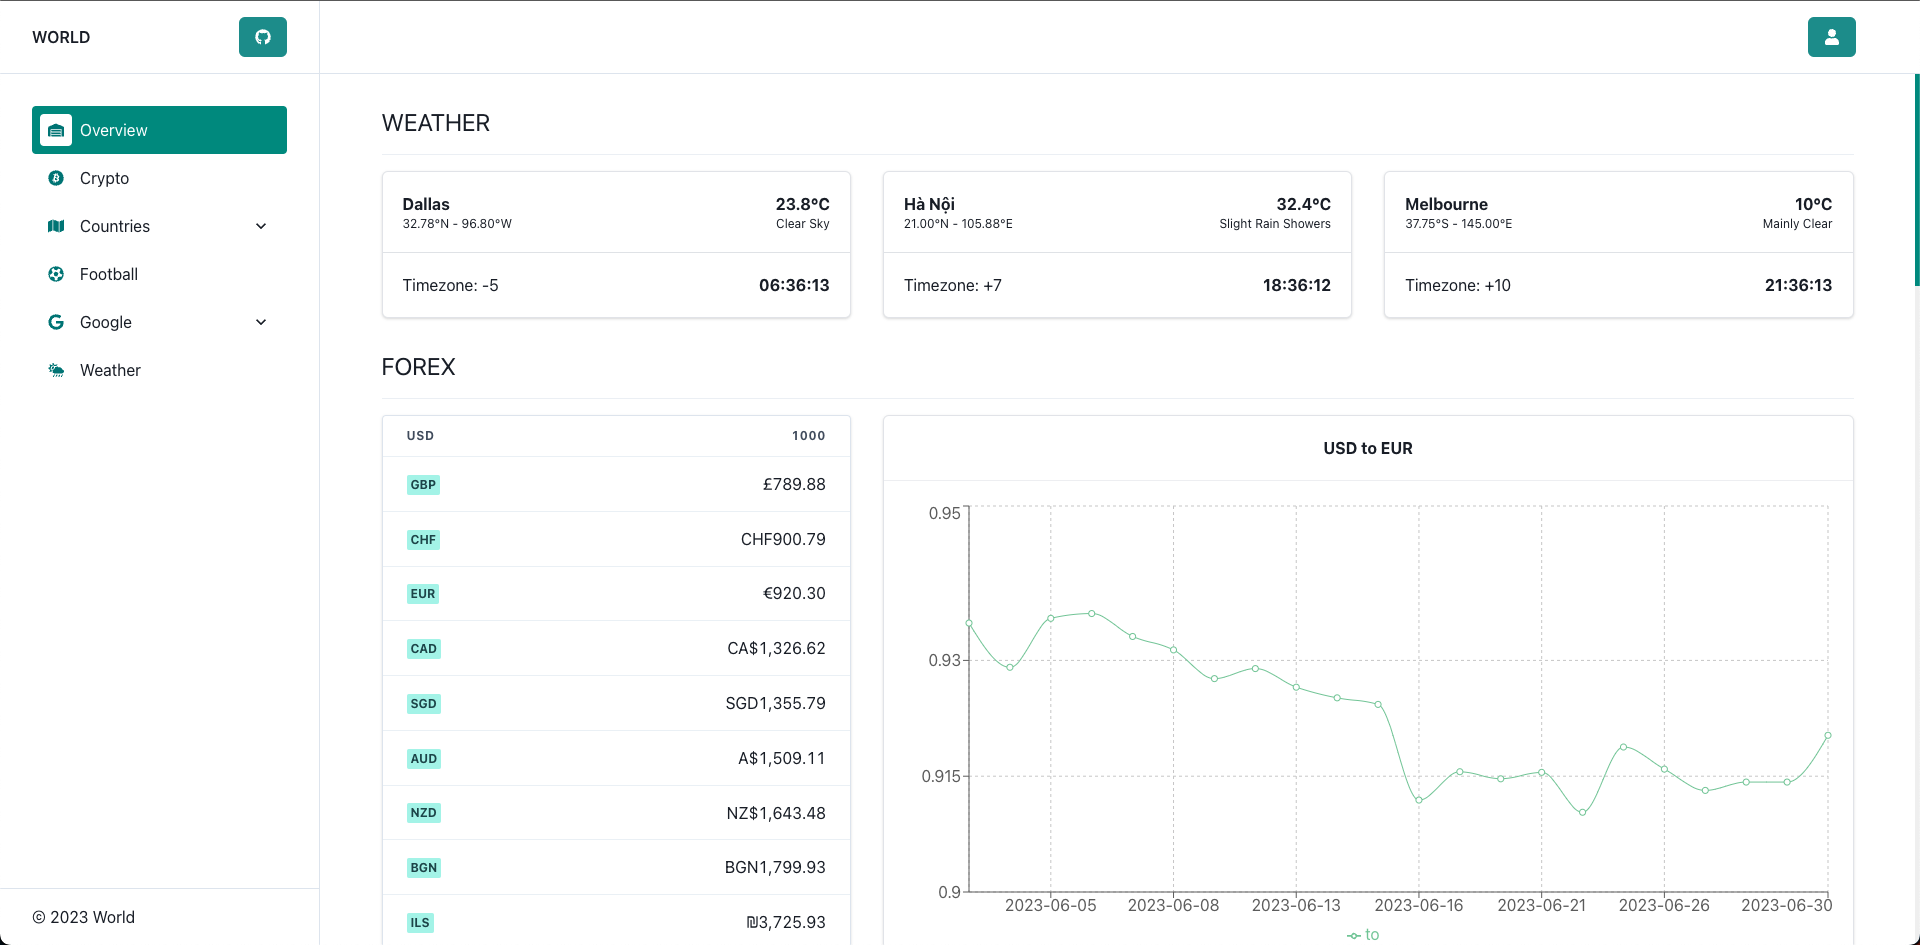 WORLD
Overview
Crypto
Countries
Football
Google
Weather
© 2023 World
WEATHER
Dallas 23.8°C
32.78°N - 96.80°W Clear Sky
Timezone: -5 06:36:13
Hà Nội 32.4°C
21.00°N - 105.88°E Slight Rain Showers
Timezone: +7 18:36:12
Melbourne 10°C
37.75°S - 145.00°E Mainly Clear
Timezone: +10 21:36:13
FOREX
USD 1000
GBP £789.88
CHF CHF900.79
EUR €920.30
CAD CA$1,326.62
SGD SGD1,355.79
AUD A$1,509.11
NZD NZ$1,643.48
BGN BGN1,799.93
ILS ₪3,725.93
USD to EUR
0.95
0.93
0.915
0.9
2023-06-05 2023-06-08 2023-06-13 2023-06-16 2023-06-21 2023-06-26 2023-06-30
to